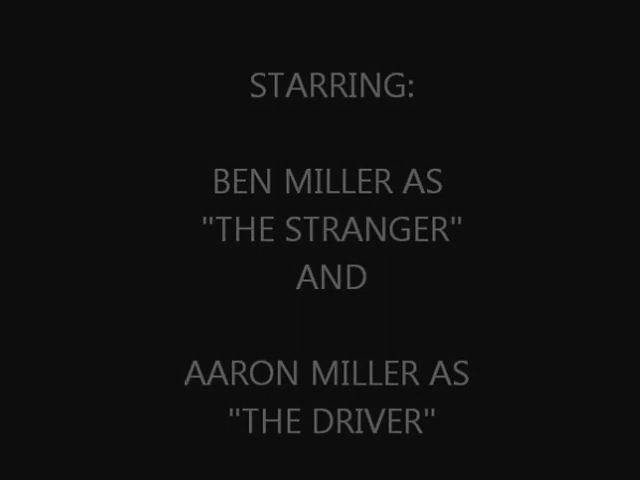 STARRING:
BEN MILLER AS
"THE STRANGER"
AND
AARON MILLER AS
"THE DRIVER"